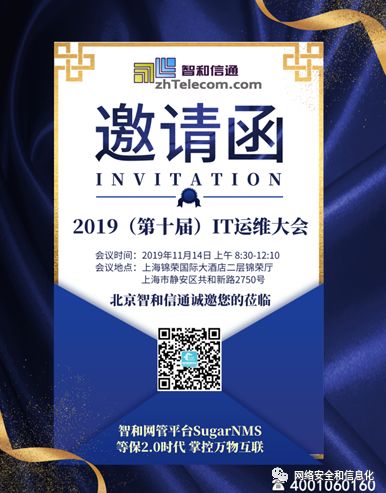 智和信通
zhTelecom.com
邀请函
INVITATION
2019（第十届）IT运维大会
会议时间：2019年11月14日 上午 8:30-12:10
会议地点：上海锦荣国际大酒店二层锦荣厅
上海市静安区共和新路2750号
北京智和信通诚邀您的莅临
智和网管平台SugarNMS
等保2.0时代 掌控万物互联
网络安全和信息化
4001060160